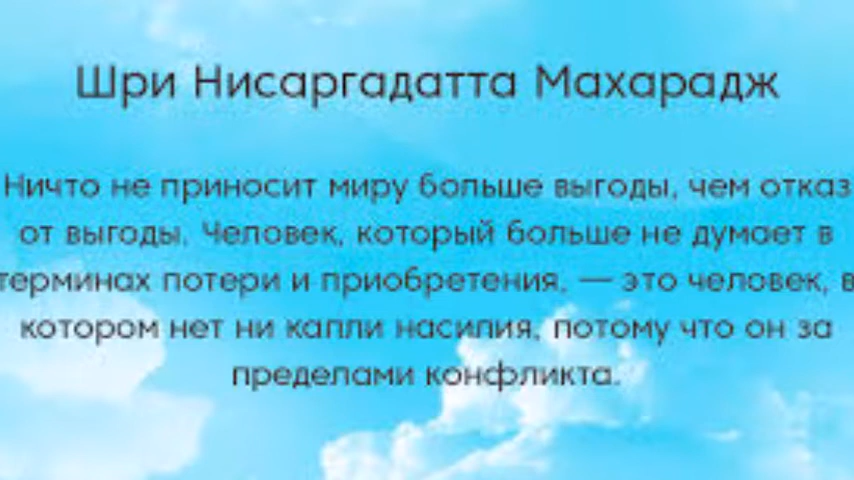 Шри Нисаргадатта Махарадж
Ничто не приносит миру больше выгоды, чем отказ
от выгоды. Человек, который больше не думает в
терминах потери и приобретения, — это человек, в
котором нет ни капли насилия, потому что он за
пределами конфликта.